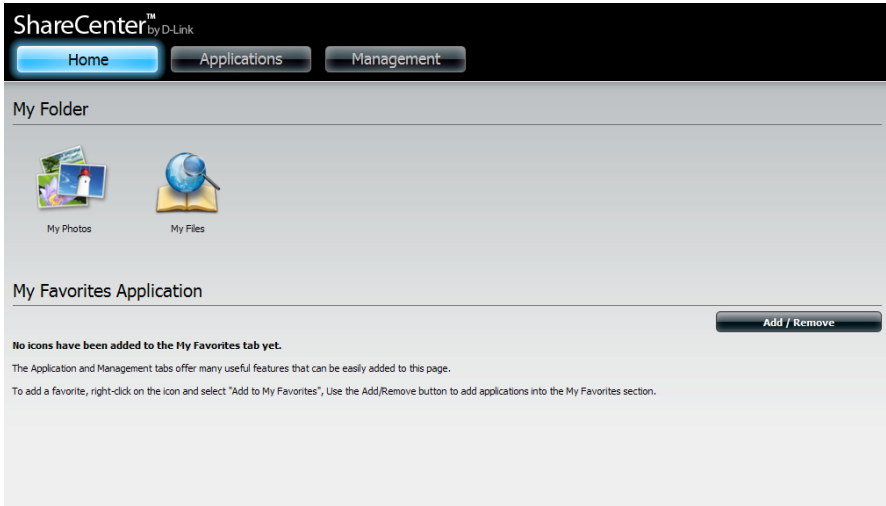 ShareCenter™ by D-Link
Home Applications Management
My Folder
My Photos My Files
My Favorites Application
Add / Remove
No icons have been added to the My Favorites tab yet.
The Application and Management tabs offer many useful features that can be easily added to this page.
To add a favorite, right-click on the icon and select "Add to My Favorites", Use the Add/Remove button to add applications into the My Favorites section.